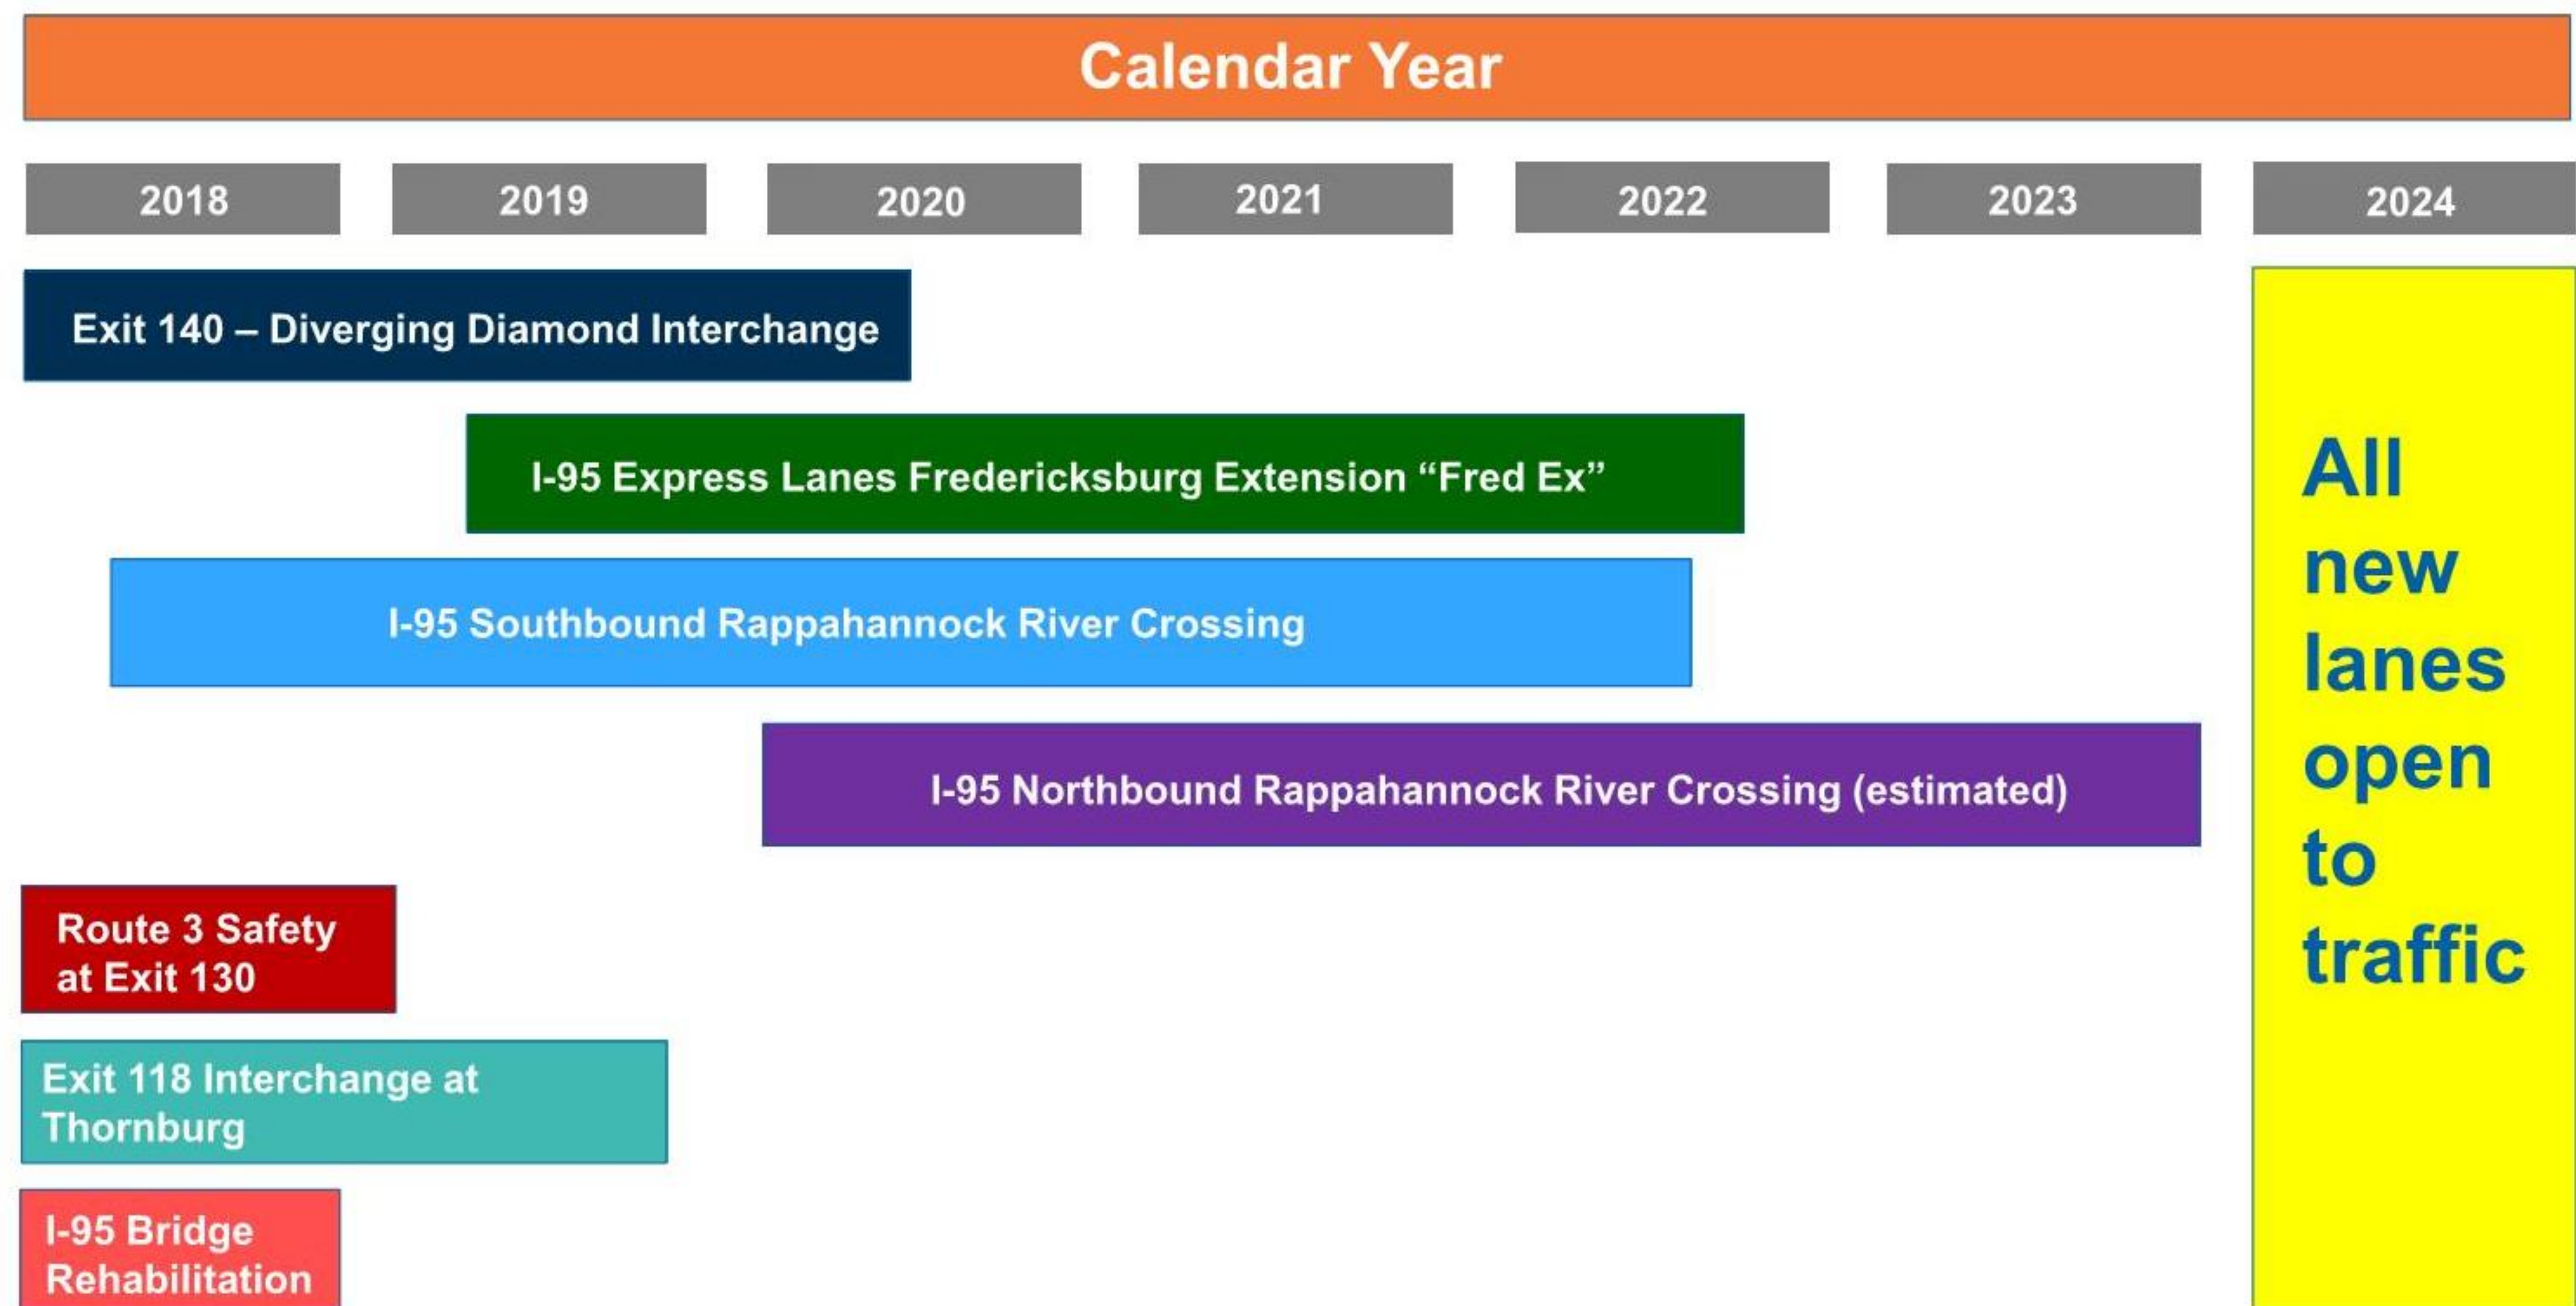 Calendar Year
2018
2019
2020
2021
2022
2023
2024
Exit 140 – Diverging Diamond Interchange
I-95 Express Lanes Fredericksburg Extension “Fred Ex”
I-95 Southbound Rappahannock River Crossing
I-95 Northbound Rappahannock River Crossing (estimated)
Route 3 Safety
at Exit 130
Exit 118 Interchange at
Thornburg
I-95 Bridge
Rehabilitation
All
new
lanes
open
to
traffic